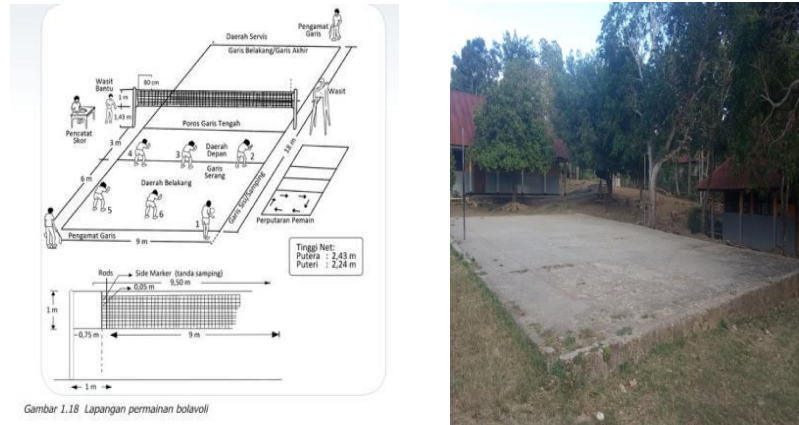 Pengamat
Garis
Daerah Servis
Garis Belakang/Garis Akhir
Wasit
Bantu
80 cm
1 m
1,43 m
Wasit
Pencatat
Skor
3 m
Poros Garis Tengah
4
3
Daerah
Depan
2
18 m
Garis
Serang
6 m
Daerah Belakang
Garis Sisi/Samping
5
6
1
Perputaran Pemain
Pengamat Garis
9 m
Tinggi Net:
Putera : 2,43 m
Puteri : 2,24 m
Rods
Side Marker (tanda samping)
9,50 m
0,05 m
1 m
0,75 m
9 m
1 m
Gambar 1.18 Lapangan permainan bolavoli